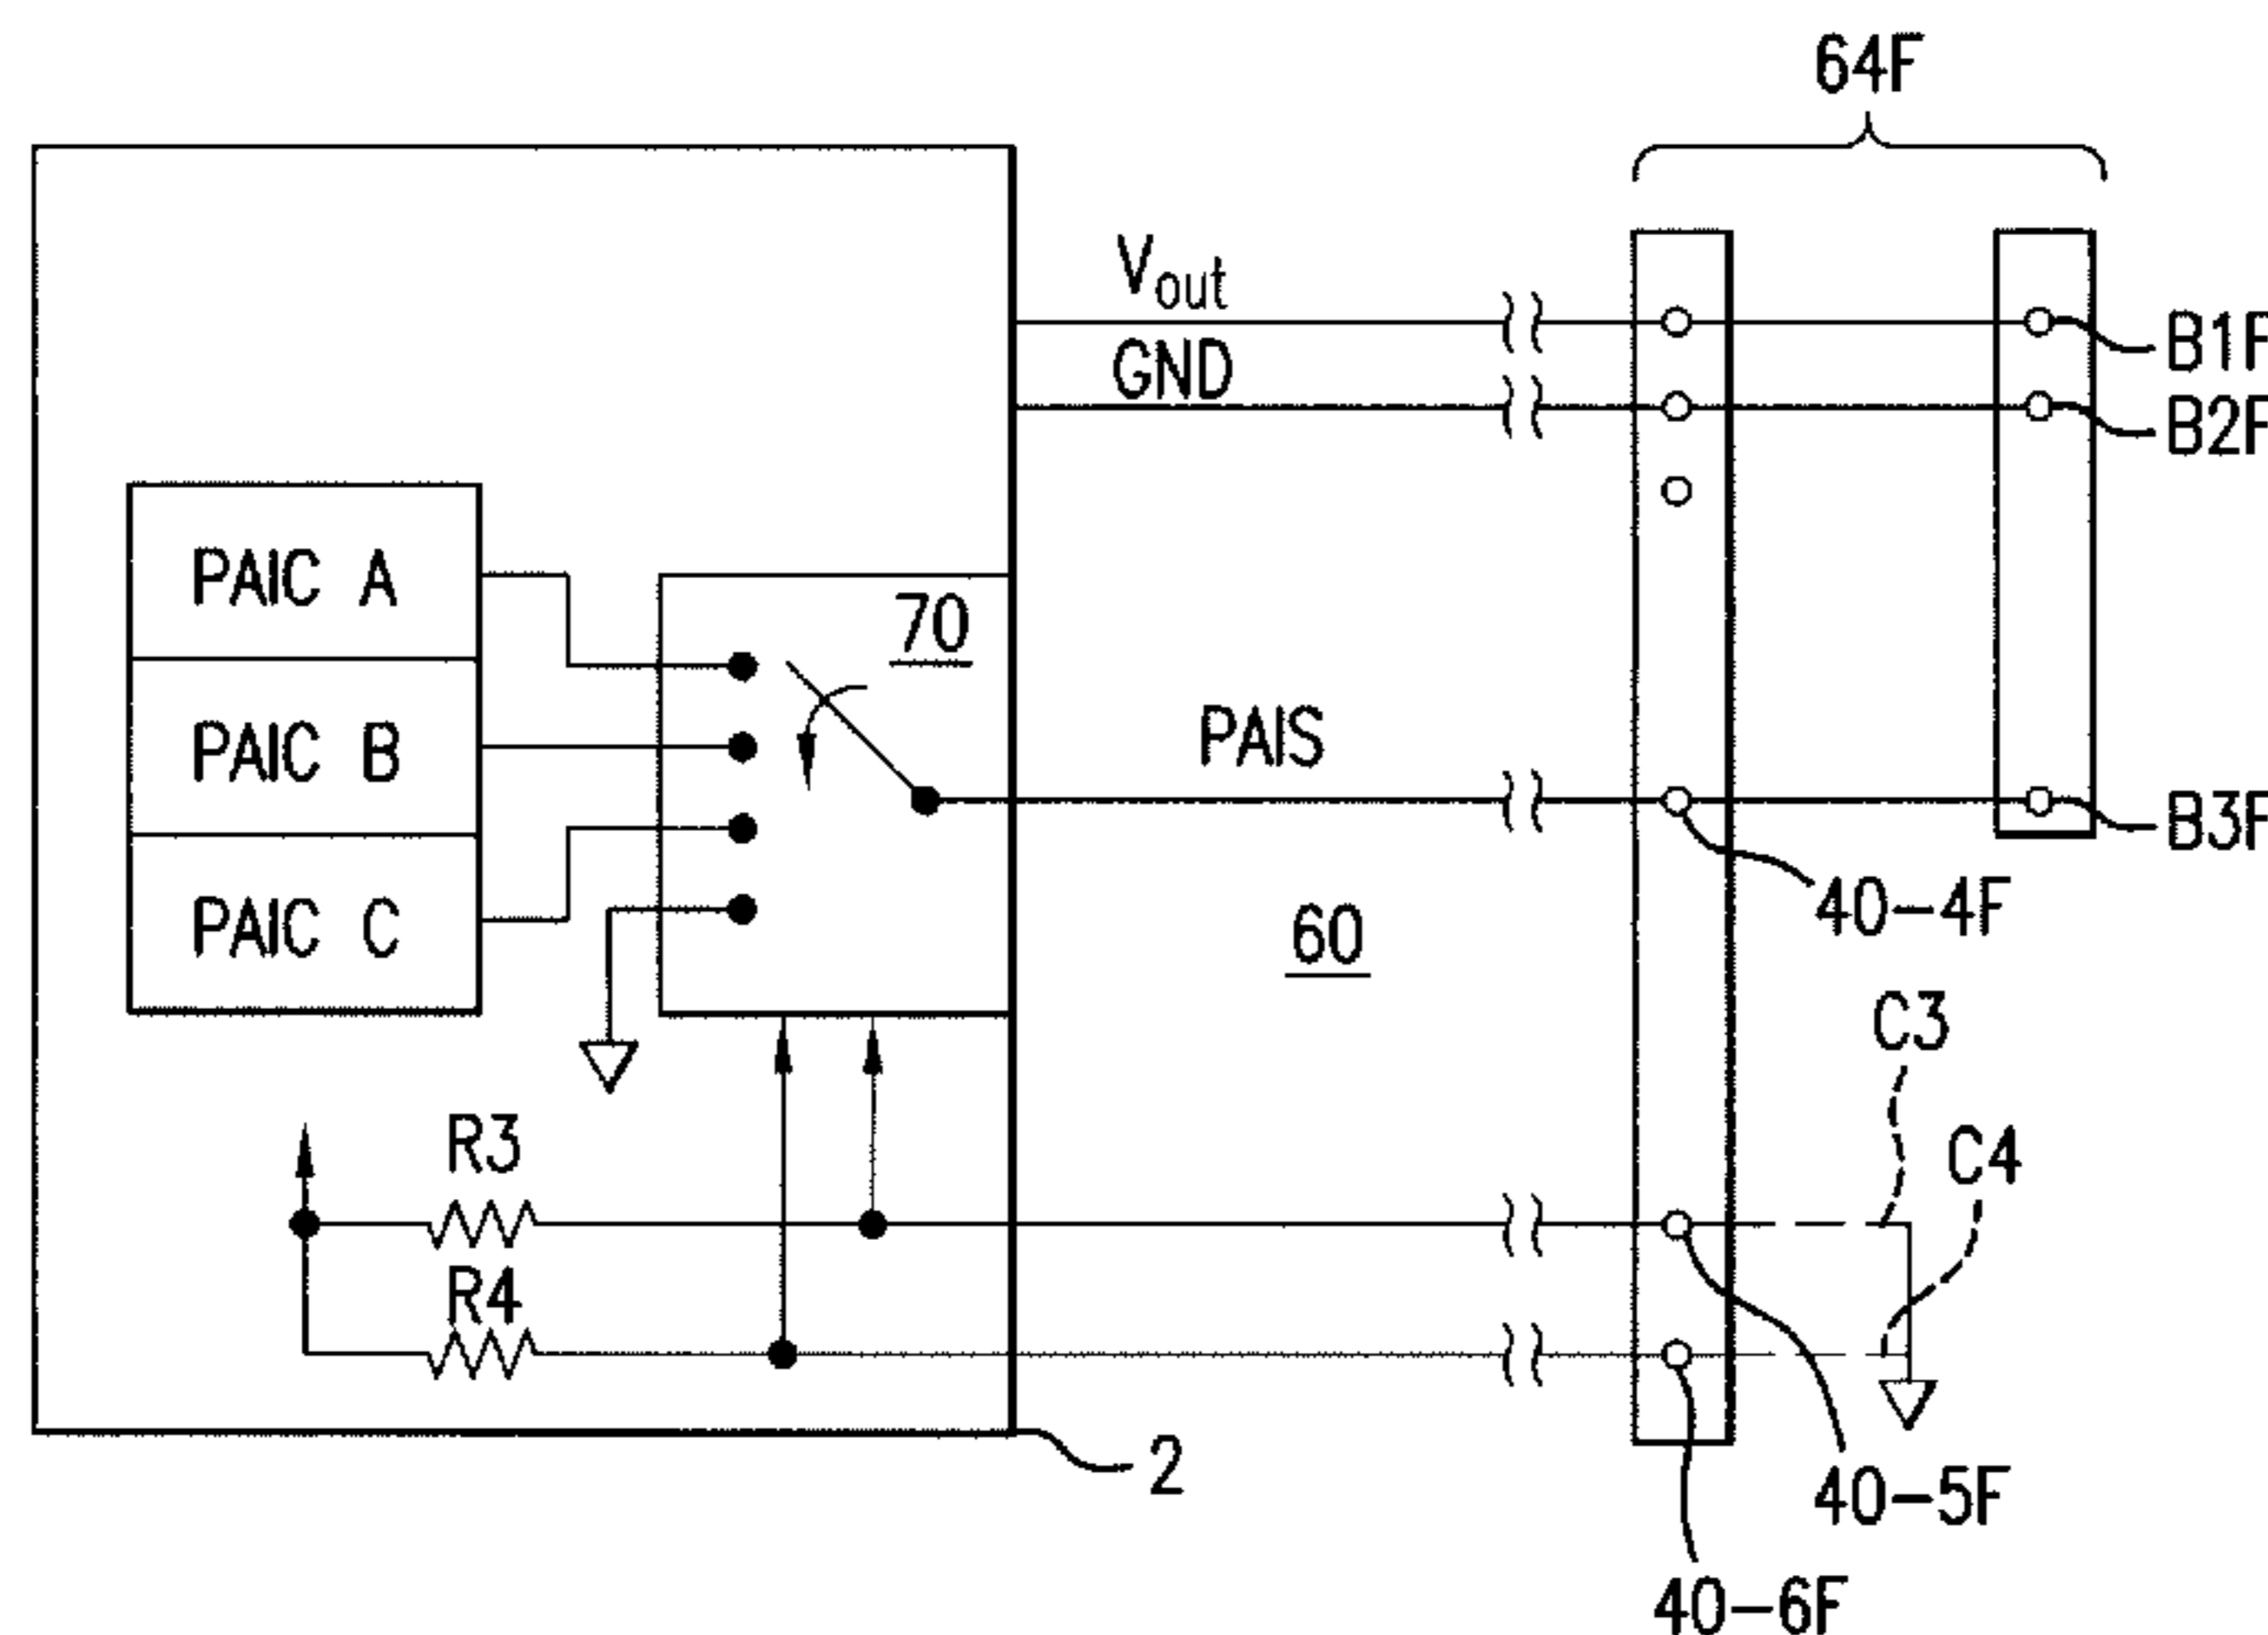 64F
Vout
GND
B1F
B2F
PAIC A
70
PAIC B
PAIS
B3F
PAIC C
60
40-4F
C3
R3
C4
R4
2
40-5F
40-6F